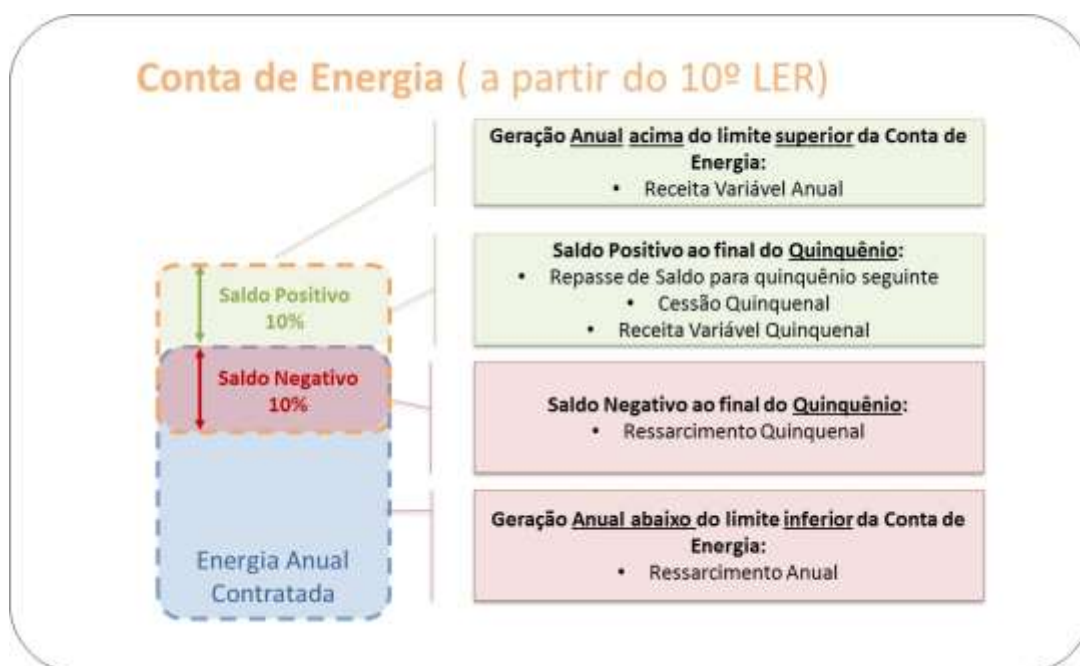 Conta de Energia ( a partir do 10º LER)
Geração Anual acima do limite superior da Conta de
Energia:
• Receita Variável Anual
Saldo Positivo ao final do Quinquênio:
• Repasse de Saldo para quinquênio seguinte
• Cessão Quinquenal
• Receita Variável Quinquenal
Saldo Positivo
10%
Saldo Negativo
10%
Saldo Negativo ao final do Quinquênio:
• Ressarcimento Quinquenal
Geração Anual abaixo do limite inferior da Conta de
Energia:
• Ressarcimento Anual
Energia Anual
Contratada